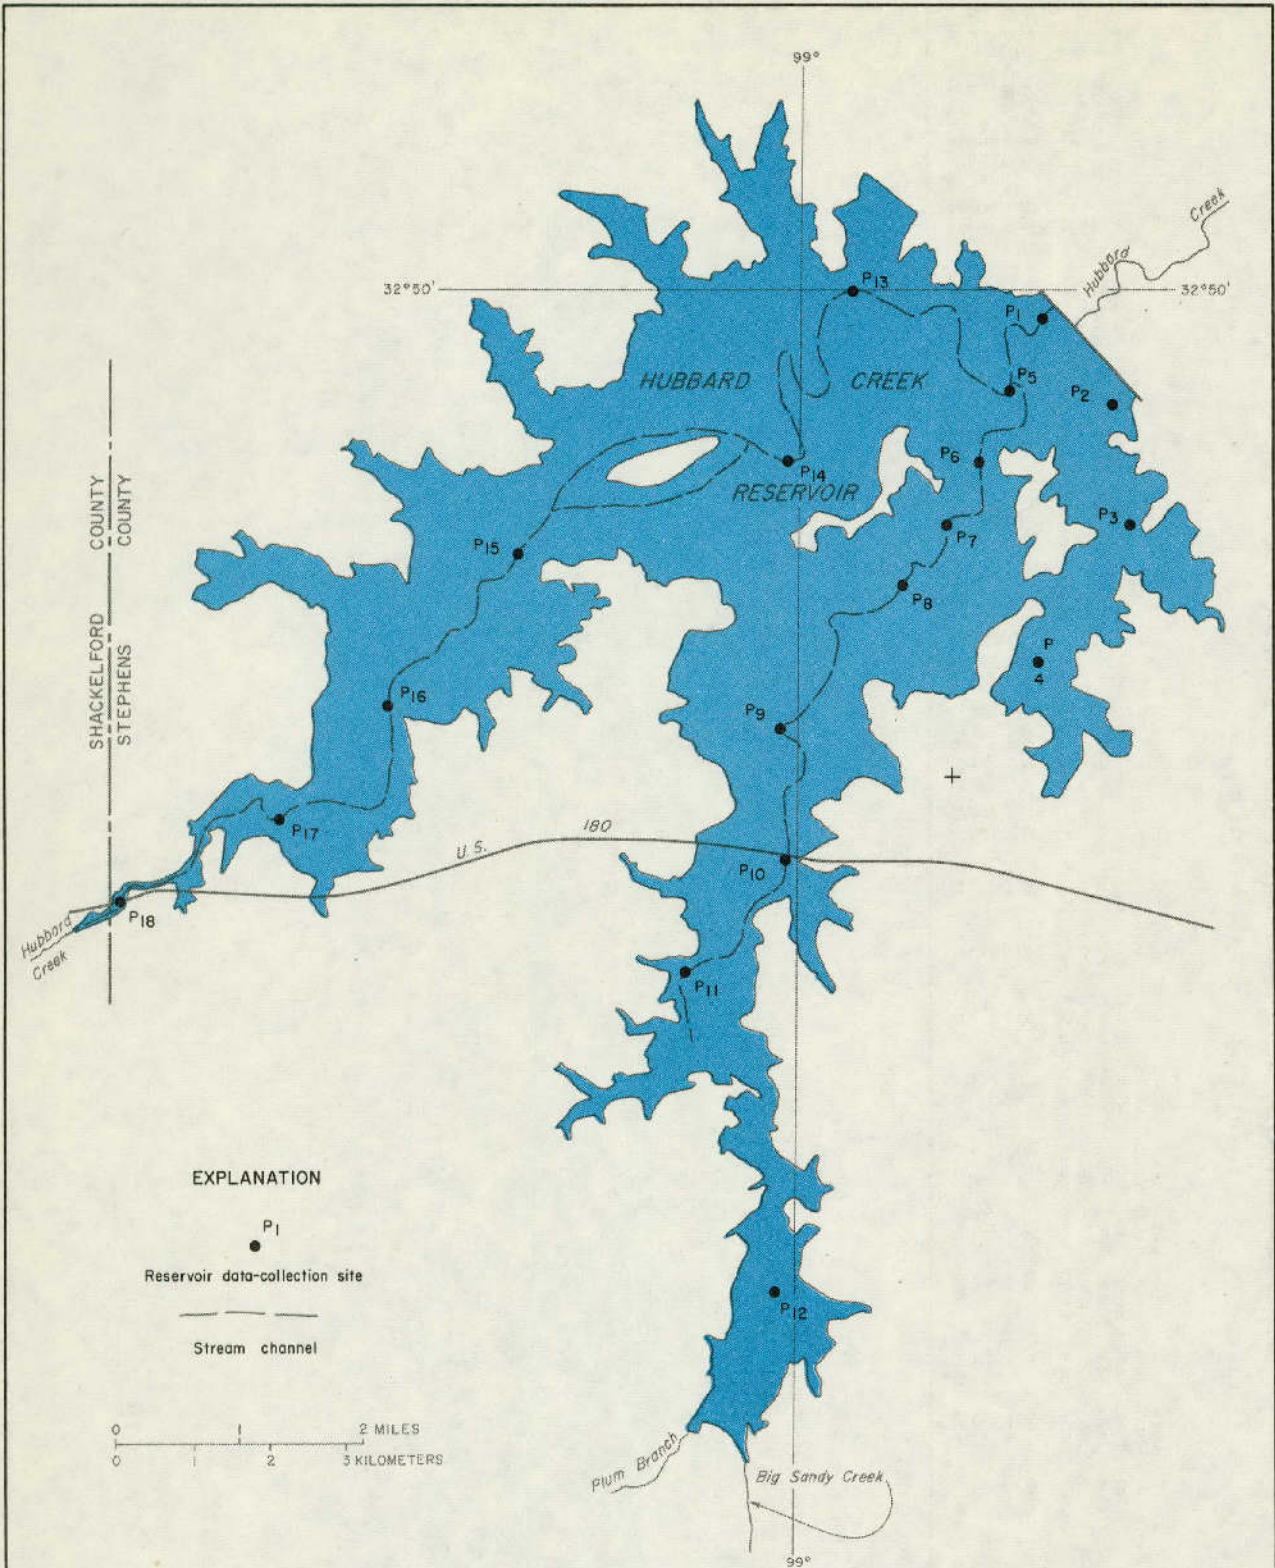 99°
Hubbard Creek
32°50'
32°50'
P13
P1
HUBBARD CREEK
P5
P2
P6
P14
RESERVOIR
P3
P7
P15
P8
SHACKELFORD COUNTY
STEPHENS COUNTY
P
4
P16
P9
P17
U.S. 180
P10
P18
Hubbard
Creek
P11
EXPLANATION
P1
Reservoir data-collection site
P12
Stream channel
0 1 2 MILES
0 1 2 3 KILOMETERS
Plum Branch
Big Sandy Creek
99°